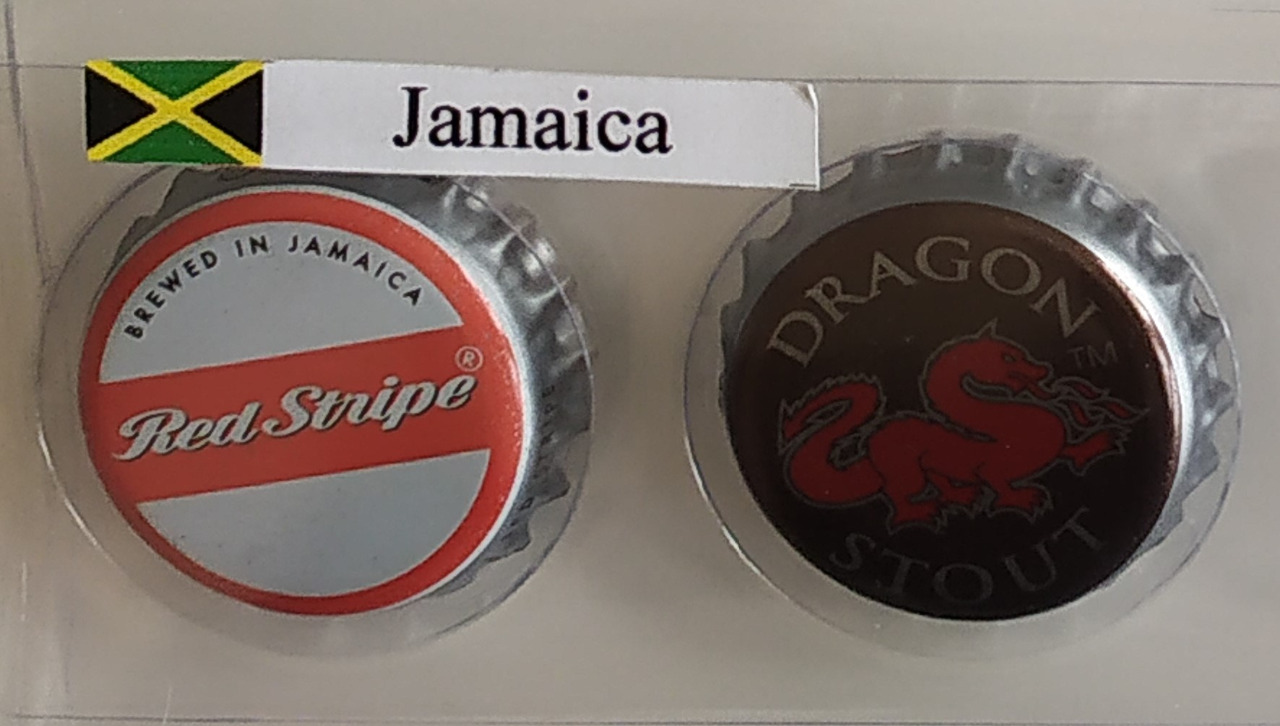 Jamaica
BREWED IN JAMAICA
Red Stripe®
DRAGON
TM
STOUT